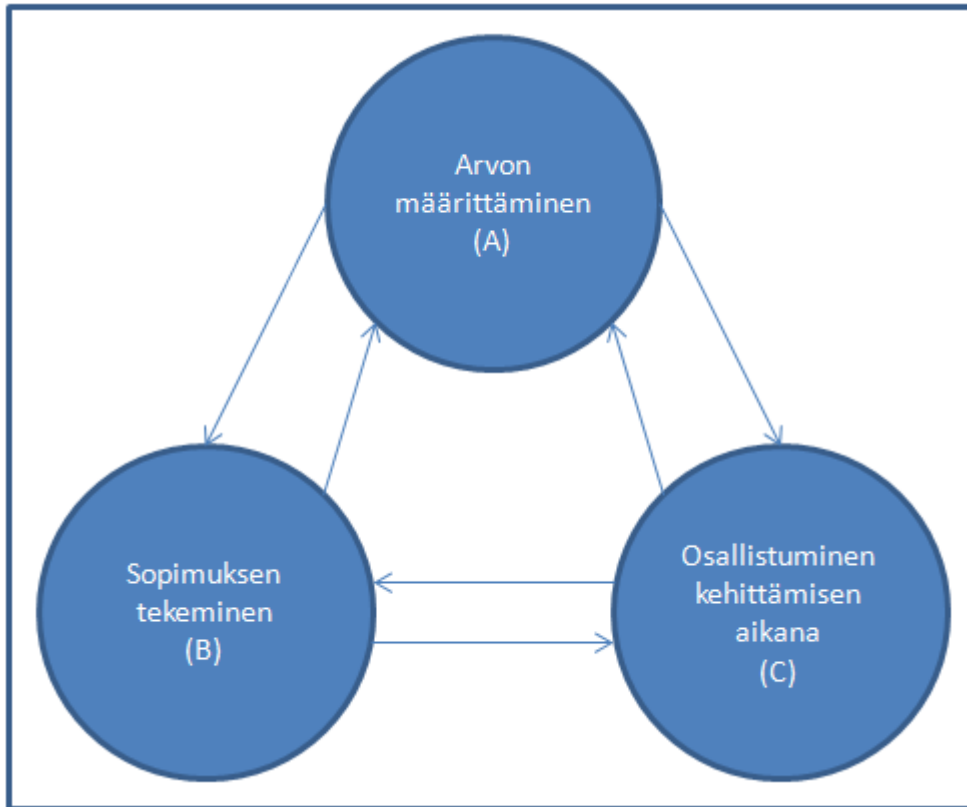 Arvon
määrittäminen
(A)
Sopimuksen
tekeminen
(B)
Osallistuminen
kehittämisen
aikana
(C)